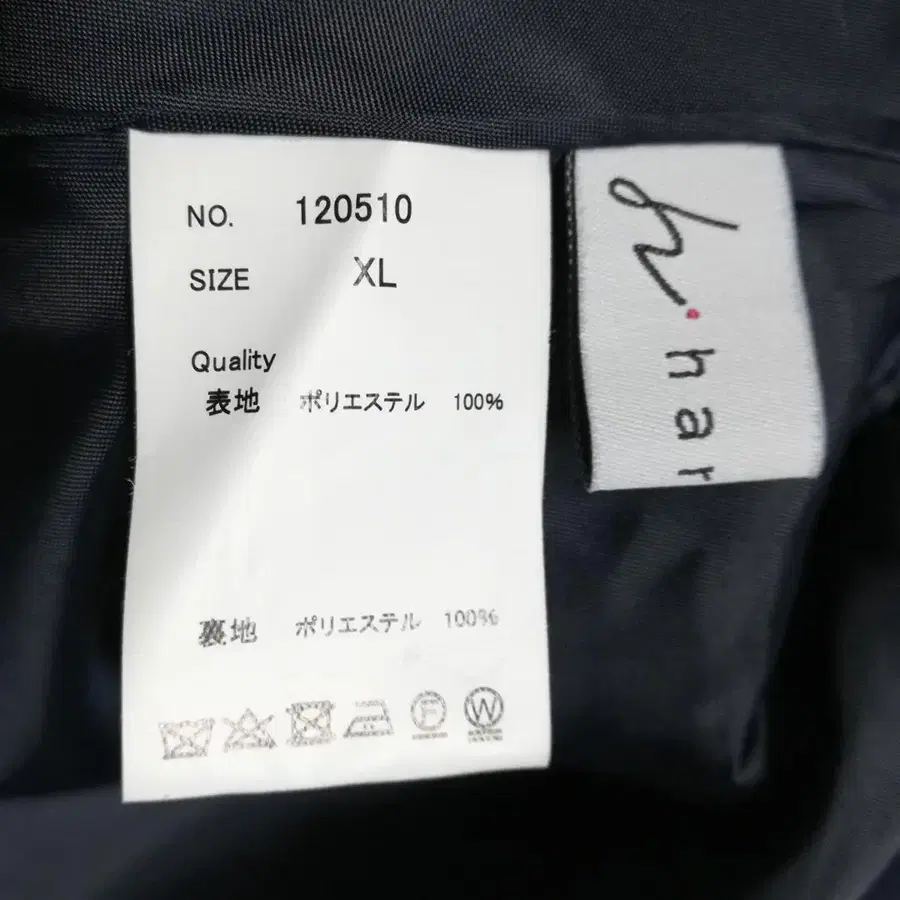 NO. 120510
SIZE XL
Quality
表地 ポリエステル 100%
裏地 ポリエステル 100%
F
W
h.har